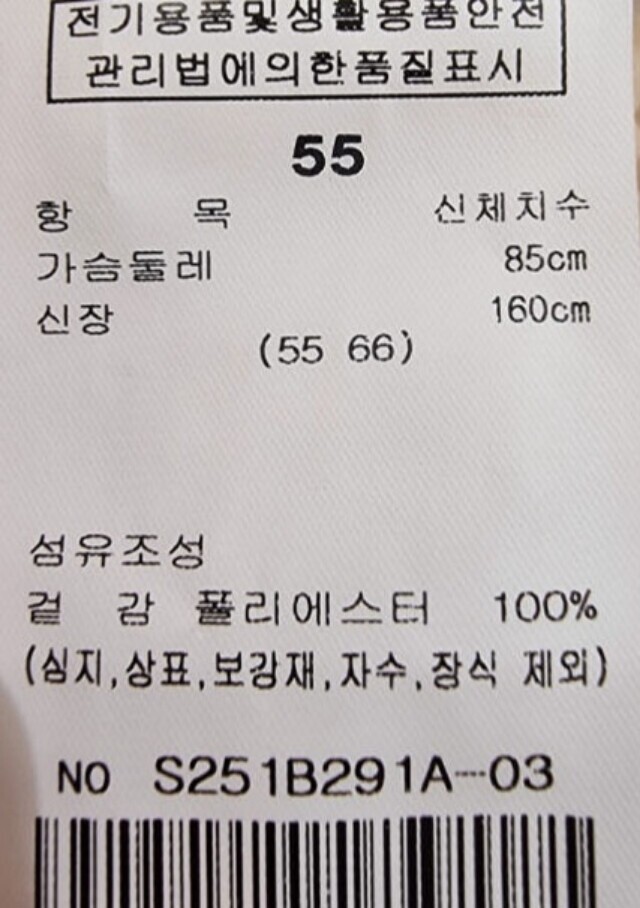 전기용품및생활용품안전
관리법에의한품질표시
55
항 목 신체치수
가슴둘레 85cm
신장 160cm
(55 66)
섬유조성
겉 감 폴리에스터 100%
(심지,상표,보강재,자수,장식 제외)
NO S251B291A-03